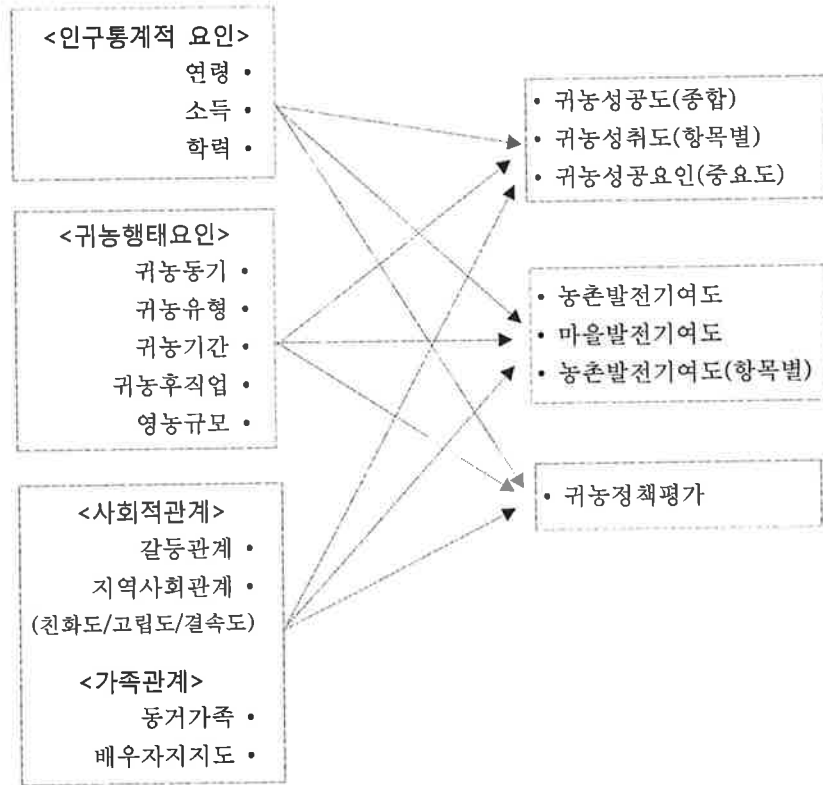 <인구통계적 요인>
연령 •
소득 •
학력 •
<귀농행태요인>
귀농동기 •
귀농유형 •
귀농기간 •
귀농후직업 •
영농규모 •
<사회적관계>
갈등관계 •
지역사회관계 •
(친화도/고립도/결속도)
<가족관계>
동거가족 •
배우자지지도 •
• 귀농성공도(종합)
• 귀농성취도(항목별)
• 귀농성공요인(중요도)
• 농촌발전기여도
• 마을발전기여도
• 농촌발전기여도(항목별)
• 귀농정책평가